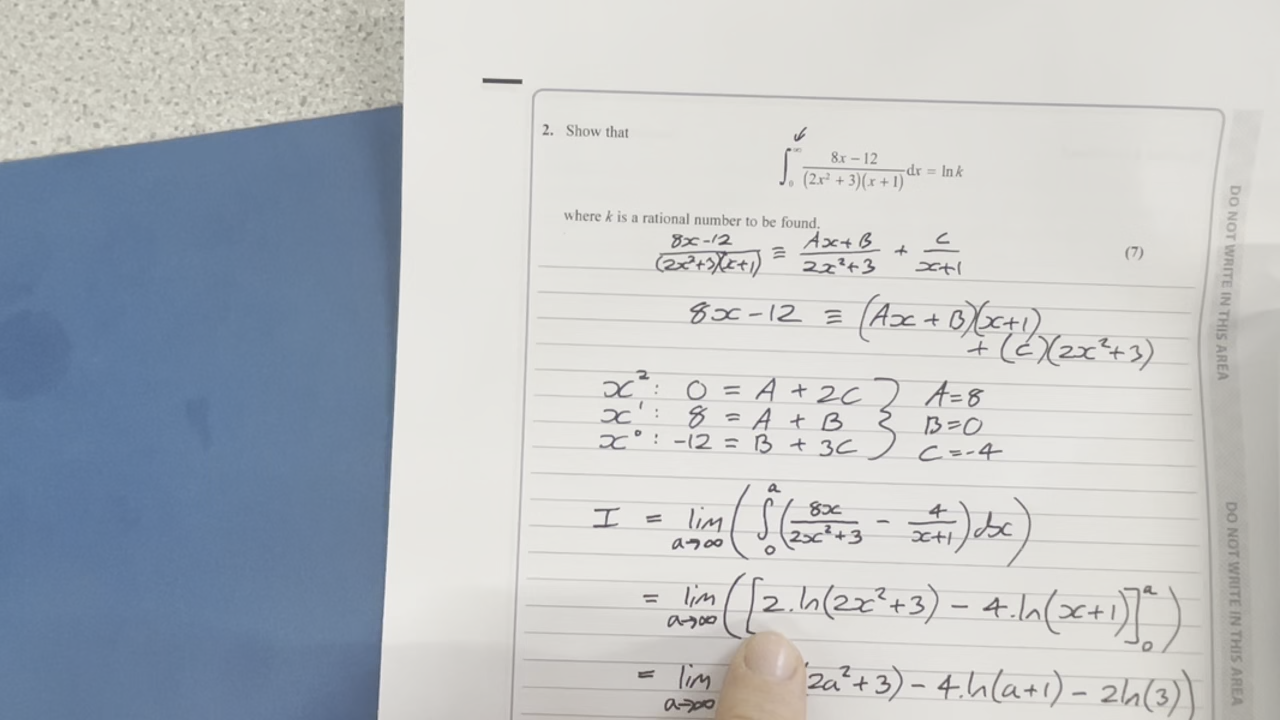 2. Show that
∫₀^∞ (8x − 12)/((2x² + 3)(x + 1)) dx = ln k
where k is a rational number to be found.
(7)
(8x-12)/((2x²+3)(x+1)) ≡ (Ax+B)/(2x²+3) + C/(x+1)
8x-12 ≡ (Ax+B)(x+1)
+ (C)(2x²+3)
x²: 0 = A + 2C } A=8
x¹: 8 = A + B } B=0
x⁰: -12 = B + 3C } C=-4
I = lim a→∞ (∫₀^a (8x/(2x²+3) - 4/(x+1)) dx)
= lim a→∞ ([2.ln(2x²+3) - 4.ln(x+1)]₀^a)
= lim a→∞ 2a²+3) - 4.ln(a+1) - 2ln(3))
DO NOT WRITE IN THIS AREA
DO NOT WRITE IN THIS AREA